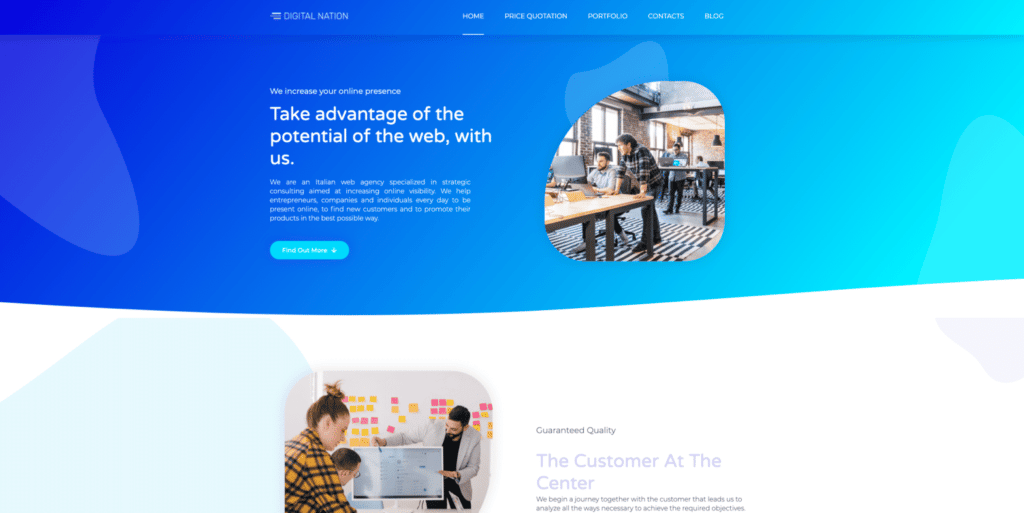 DIGITAL NATION
HOME PRICE QUOTATION PORTFOLIO CONTACTS BLOG
We increase your online presence
Take advantage of the
potential of the web, with
us.
We are an Italian web agency specialized in strategic
consulting aimed at increasing online visibility. We help
entrepreneurs, companies and individuals every day to be
present online, to find new customers and to promote their
products in the best possible way.
Find Out More
Guaranteed Quality
The Customer At The
Center
We begin a journey together with the customer that leads us to
analyze all the ways necessary to achieve the required objectives.